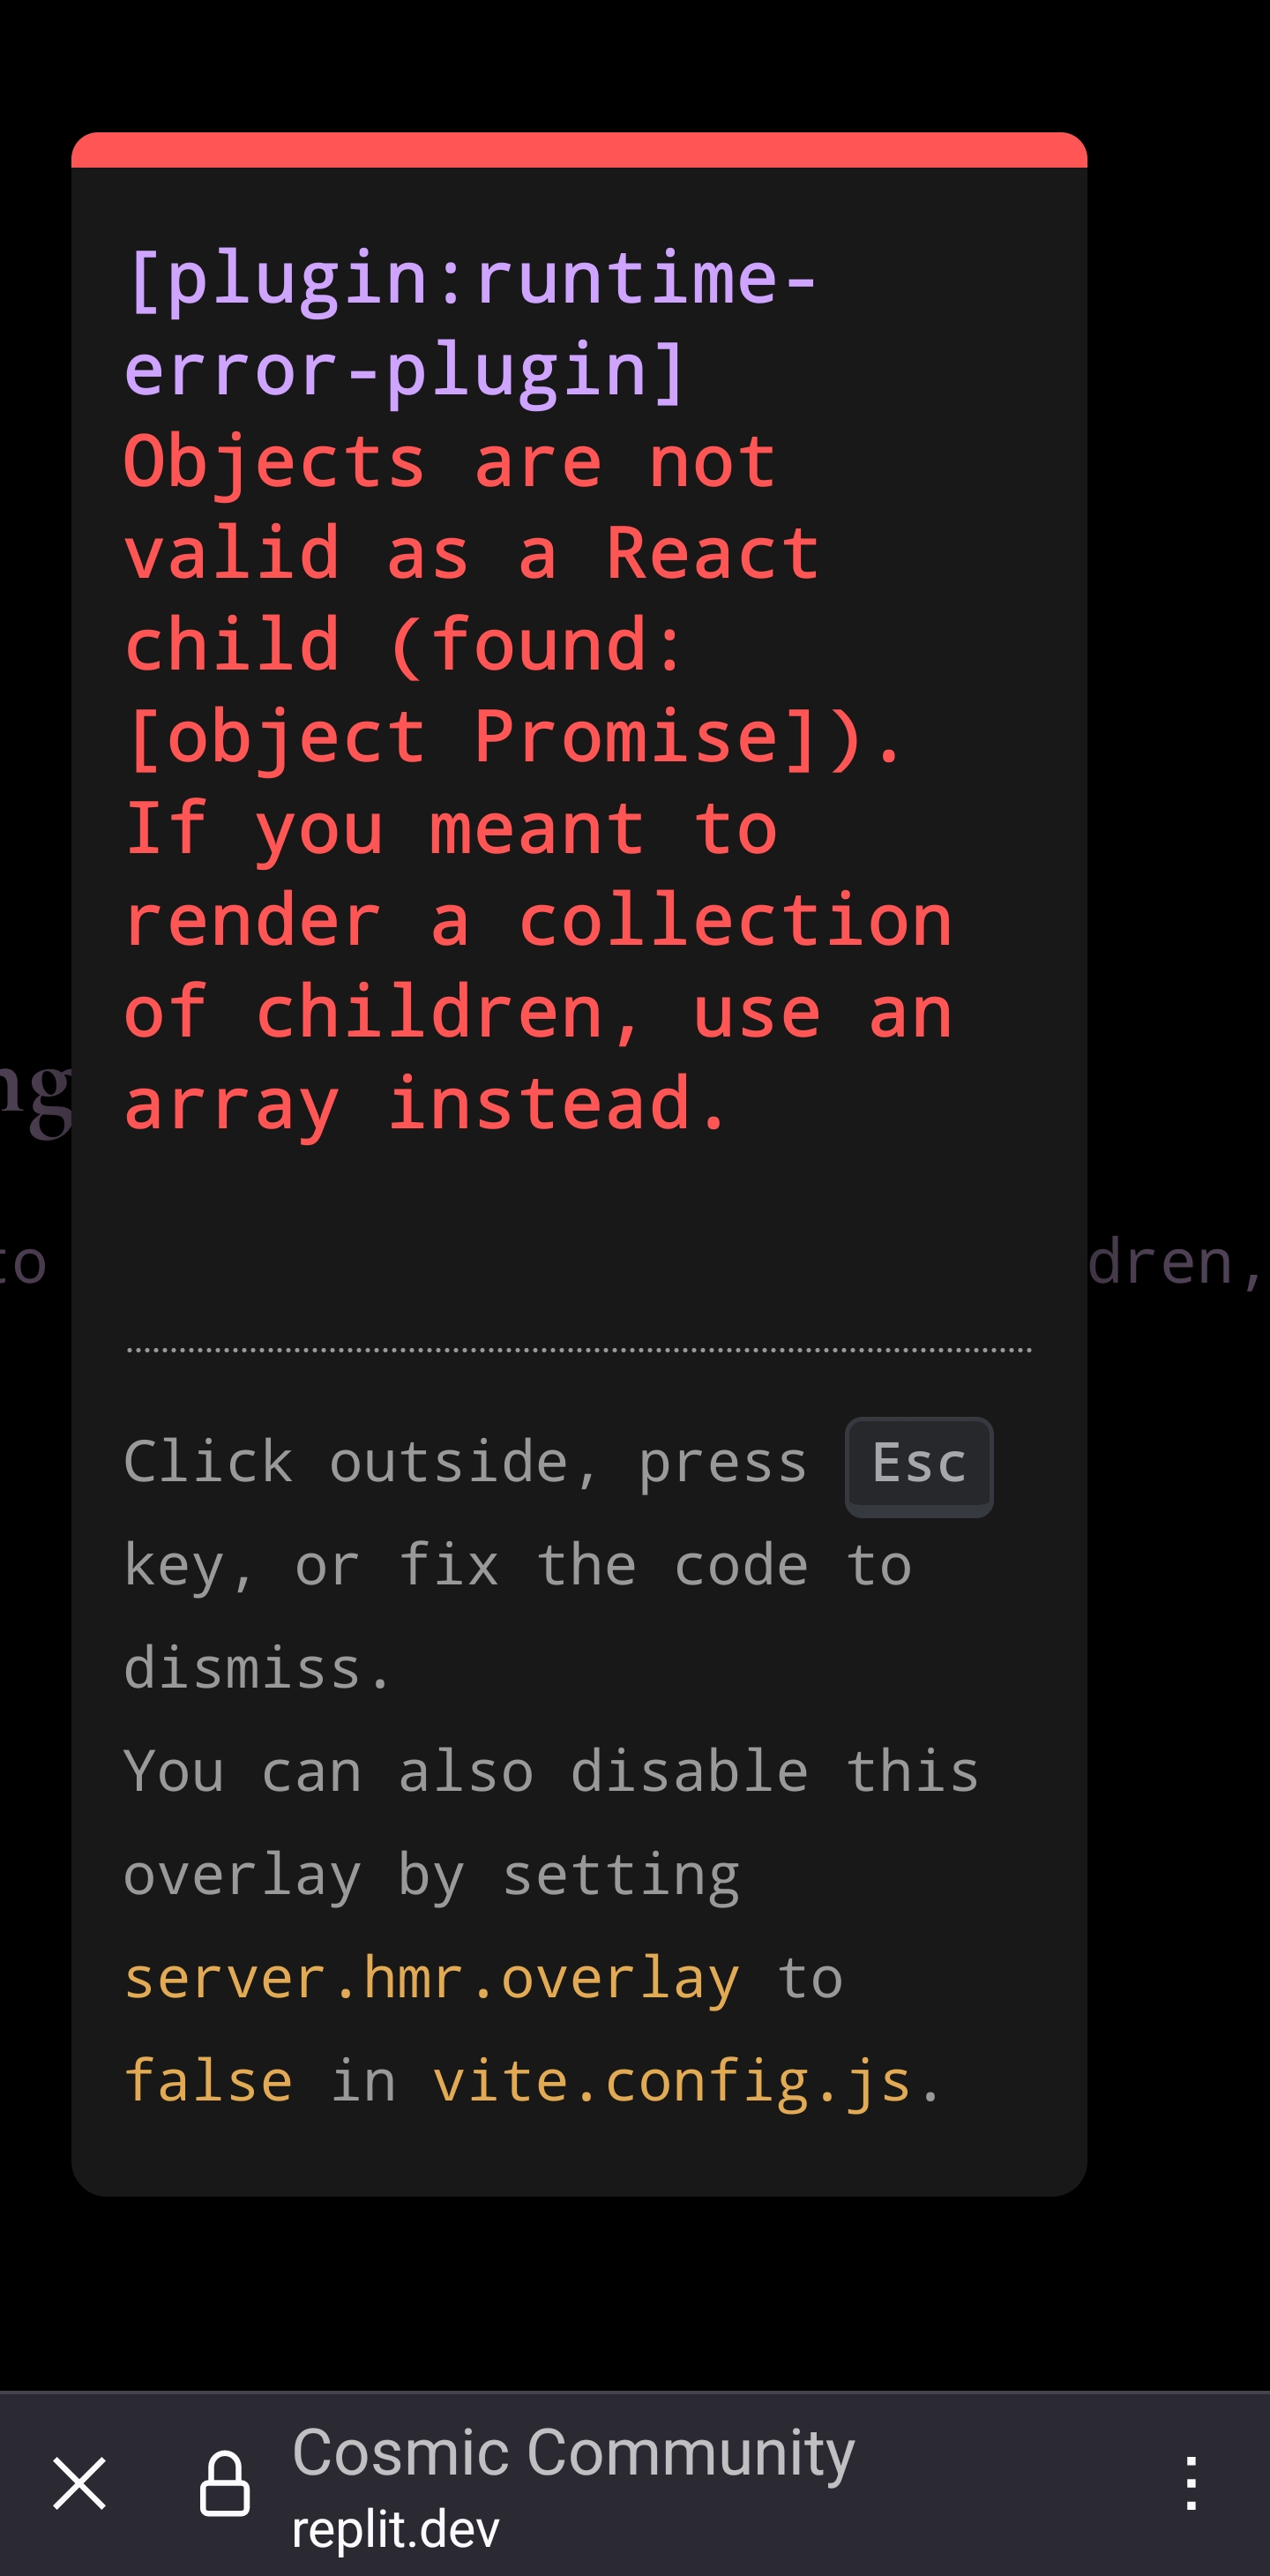 [plugin:runtime-
error-plugin]
Objects are not
valid as a React
child (found:
[object Promise]).
If you meant to
render a collection
of children, use an
array instead.
ng
to
dren,
Click outside, press Esc
key, or fix the code to
dismiss.
You can also disable this
overlay by setting
server.hmr.overlay to
false in vite.config.js.
Cosmic Community
replit.dev